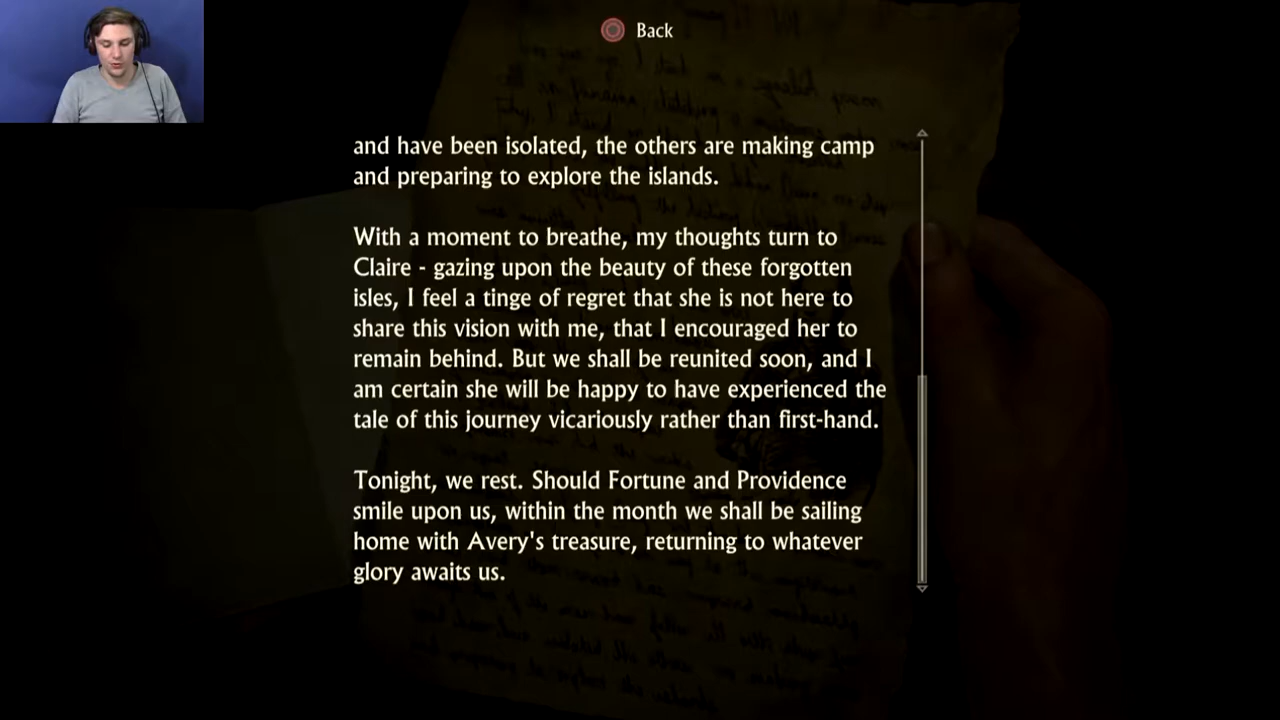 Back
and have been isolated, the others are making camp
and preparing to explore the islands.
With a moment to breathe, my thoughts turn to
Claire - gazing upon the beauty of these forgotten
isles, I feel a tinge of regret that she is not here to
share this vision with me, that I encouraged her to
remain behind. But we shall be reunited soon, and I
am certain she will be happy to have experienced the
tale of this journey vicariously rather than first-hand.
Tonight, we rest. Should Fortune and Providence
smile upon us, within the month we shall be sailing
home with Avery's treasure, returning to whatever
glory awaits us.